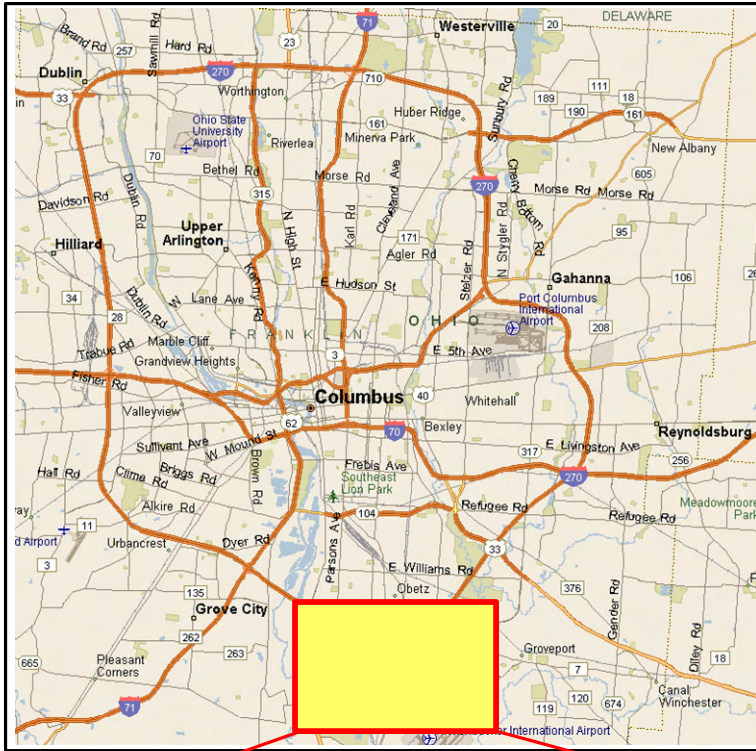 DELAWARE
71
Westerville
20
Brand Rd
257
Sawmill Rd
Hard Rd
23
Dublin
270
710
Sunbury Rd
33
Worthington
Huber Ridge
189
111
18
190
161
Ohio State
University
Airport
Riverlea
161
Minerva Park
New Albany
70
Bethel Rd
Morse Rd
Cleveland Ave
270
Cherry Bottom Rd
Morse Rd
Morse Rd
605
Davidson Rd
Dublin Rd
315
N High St
Karl Rd
171
N Stygler Rd
95
Upper
Arlington
Hilliard
Agler Rd
Stelzer Rd
Gahanna
106
Kenny Rd
E Hudson St
34
Dublin Rd
W Lane Ave
Port Columbus
International
Airport
28
FRANKLIN
OHIO
208
Trabue Rd
Marble Cliff
Grandview Heights
3
E 5th Ave
Fisher Rd
Columbus
40
Whitehall
Valleyview
62
70
Bexley
Reynoldsburg
Sullivant Ave
W Mound St
E Livingston Ave
317
256
Hall Rd
Clime Rd
Briggs Rd
Brown Rd
Frebis Ave
Southeast
Lion Park
270
Meadowmoore
Park
Alkire Rd
104
Refugee Rd
Refugee Rd
11
d Airport
Urbancrest
Dyer Rd
Parsons Ave
33
3
E Williams Rd
376
Gender Rd
135
Obetz
Grove City
262
263
Groveport
Diley Rd
665
Pleasant
Corners
7
18
Canal
Winchester
71
119
120
674
International Airport